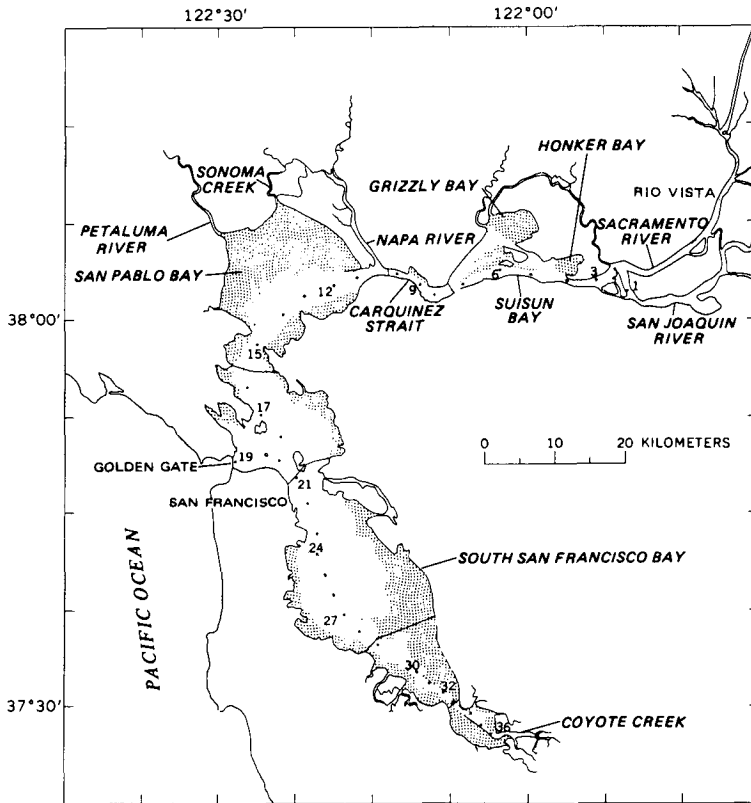 122°30'
122°00'
HONKER BAY
SONOMA
CREEK
GRIZZLY BAY
RIO VISTA
PETALUMA
RIVER
SACRAMENTO
RIVER
NAPA RIVER
SAN PABLO BAY
12
9
6
3
1
CARQUINEZ
STRAIT
SUISUN
BAY
38°00'
SAN JOAQUIN
RIVER
15
17
0 10 20 KILOMETERS
GOLDEN GATE
19
21
SAN FRANCISCO
24
SOUTH SAN FRANCISCO BAY
PACIFIC OCEAN
27
30
32
37°30'
36
COYOTE CREEK